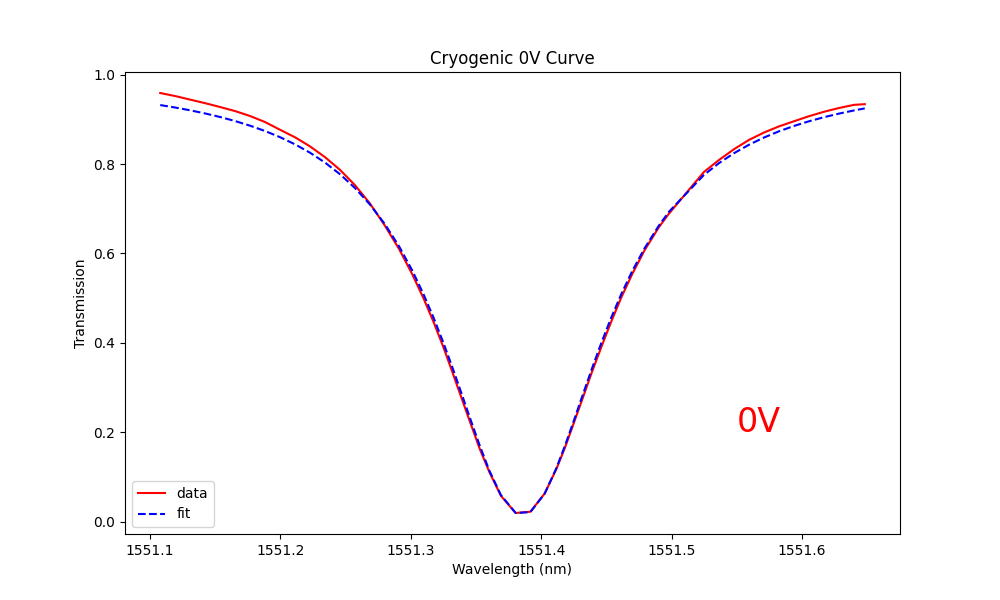 Cryogenic 0V Curve
1.0
0.8
0.6
0.4
0.2
0.0
Transmission
0V
data
fit
1551.1 1551.2 1551.3 1551.4 1551.5 1551.6
Wavelength (nm)